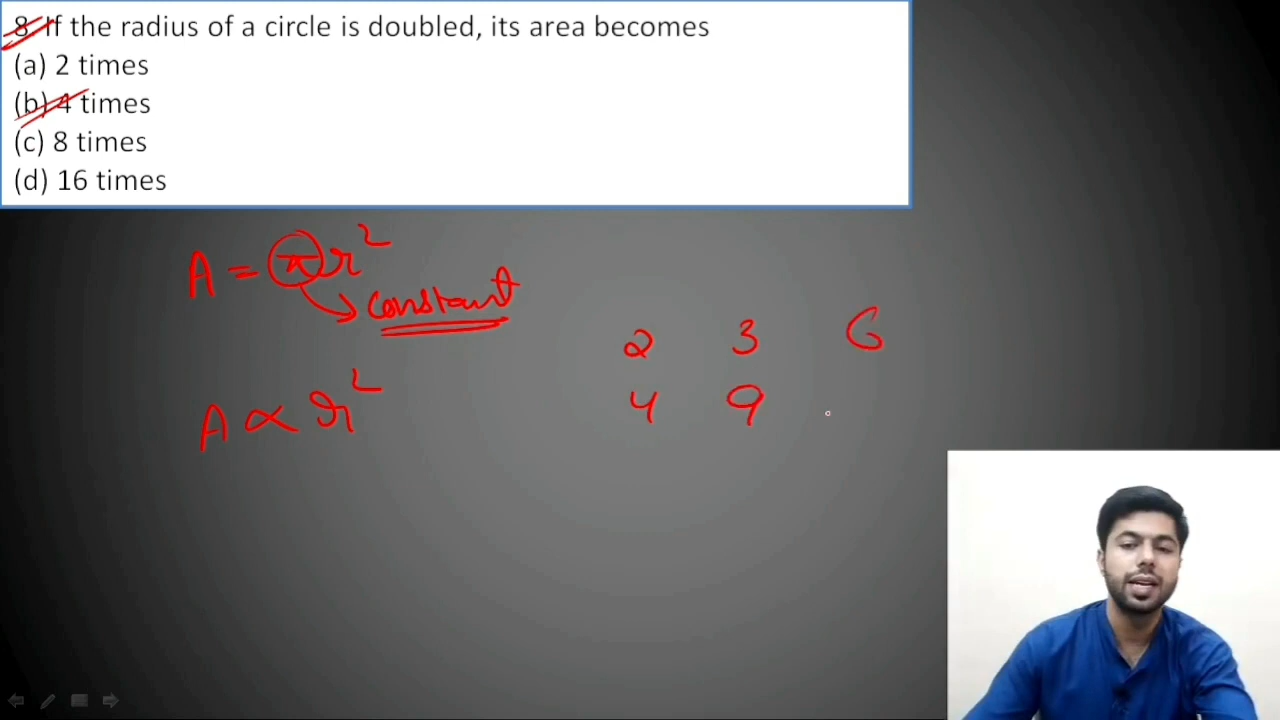 8. If the radius of a circle is doubled, its area becomes
(a) 2 times
(b) 4 times
(c) 8 times
(d) 16 times
A = πr²
constant
A ∝ r²
2 3 6
4 9